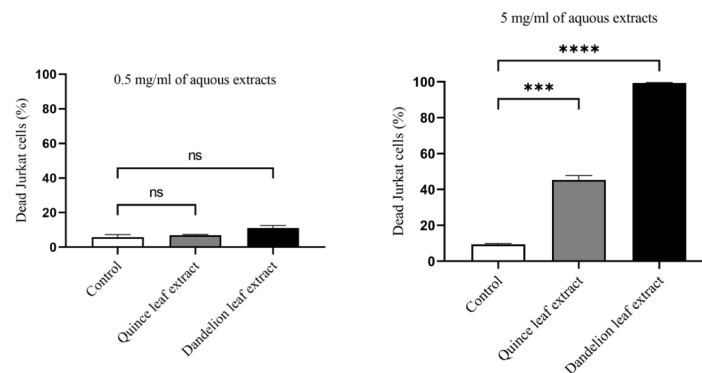 0.5 mg/ml of aquous extracts
Dead Jurkat cells (%)
100
80
60
40
20
0
ns
ns
Control
Quince leaf extract
Dandelion leaf extract
5 mg/ml of aquous extracts
Dead Jurkat cells (%)
100
80
60
40
20
0
****
***
Control
Quince leaf extract
Dandelion leaf extract